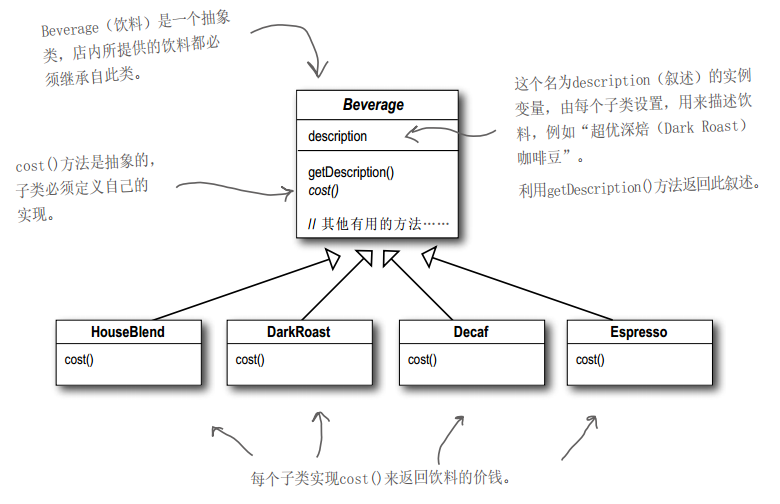 Beverage（饮料）是一个抽象
类，店内所提供的饮料都必
须继承自此类。
Beverage
description
getDescription()
cost()
// 其他有用的方法……
这个名为description（叙述）的实例
变量，由每个子类设置，用来描述饮
料，例如“超优深焙（Dark Roast）
咖啡豆”。
利用getDescription()方法返回此叙述。
cost()方法是抽象的，
子类必须定义自己的
实现。
HouseBlend
cost()
DarkRoast
cost()
Decaf
cost()
Espresso
cost()
每个子类实现cost()来返回饮料的价钱。